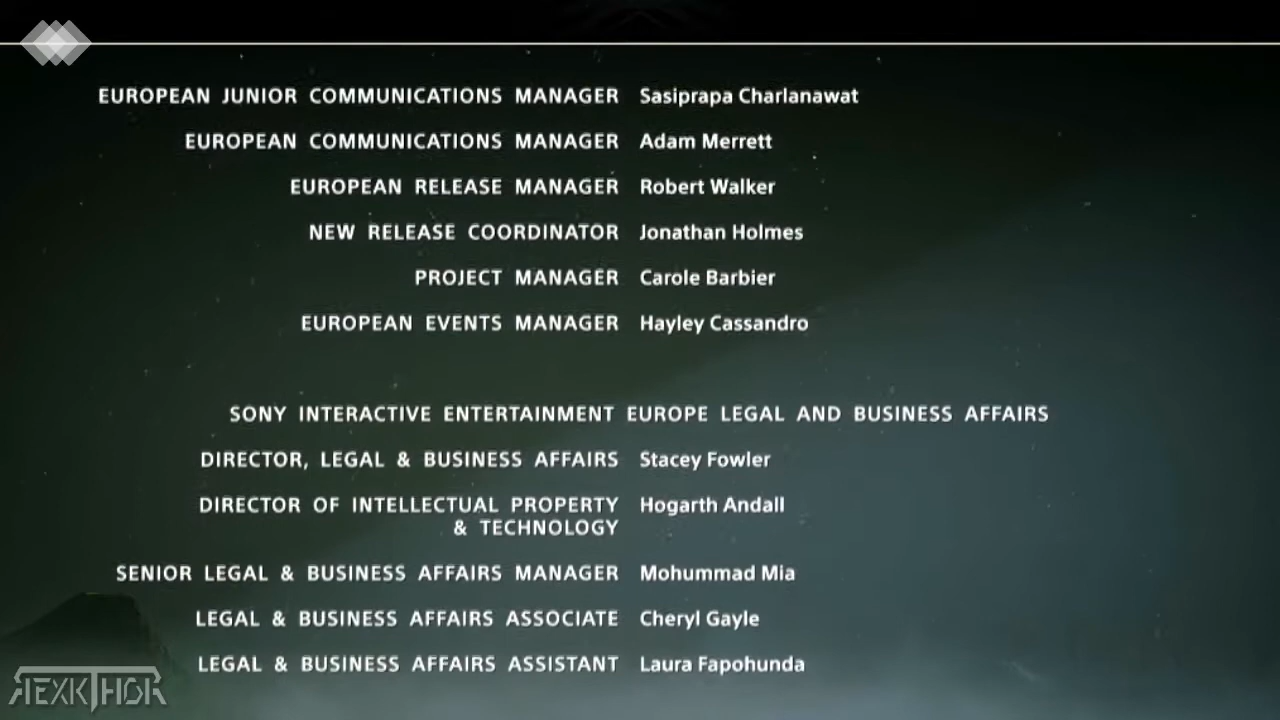 EUROPEAN JUNIOR COMMUNICATIONS MANAGER Sasiprapa Charlanawat
EUROPEAN COMMUNICATIONS MANAGER Adam Merrett
EUROPEAN RELEASE MANAGER Robert Walker
NEW RELEASE COORDINATOR Jonathan Holmes
PROJECT MANAGER Carole Barbier
EUROPEAN EVENTS MANAGER Hayley Cassandro
SONY INTERACTIVE ENTERTAINMENT EUROPE LEGAL AND BUSINESS AFFAIRS
DIRECTOR, LEGAL & BUSINESS AFFAIRS Stacey Fowler
DIRECTOR OF INTELLECTUAL PROPERTY Hogarth Andall
& TECHNOLOGY
SENIOR LEGAL & BUSINESS AFFAIRS MANAGER Mohummad Mia
LEGAL & BUSINESS AFFAIRS ASSOCIATE Cheryl Gayle
LEGAL & BUSINESS AFFAIRS ASSISTANT Laura Fapohunda